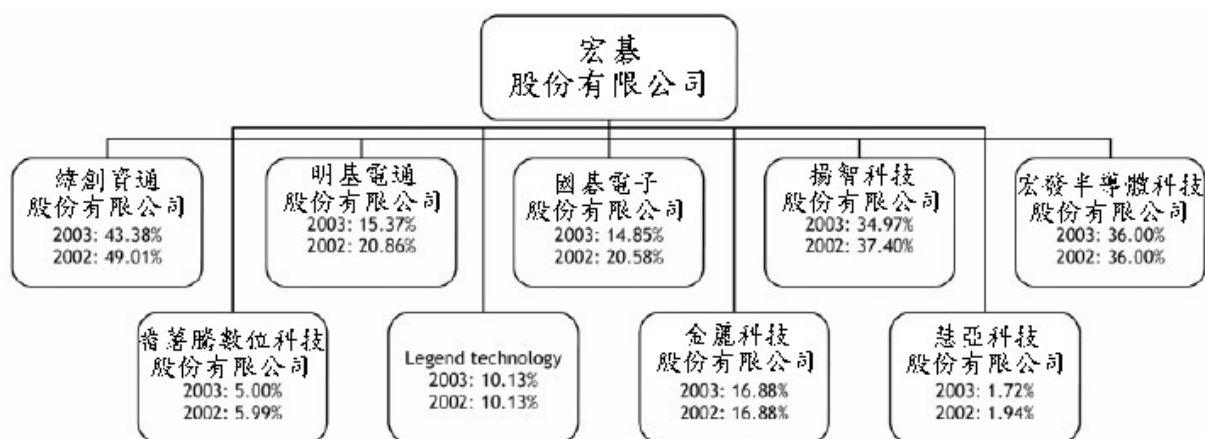 宏碁
股份有限公司
緯創資通
股份有限公司
2003: 43.38%
2002: 49.01%
明基電通
股份有限公司
2003: 15.37%
2002: 20.86%
國碁電子
股份有限公司
2003: 14.85%
2002: 20.58%
揚智科技
股份有限公司
2003: 34.97%
2002: 37.40%
宏發半導體科技
股份有限公司
2003: 36.00%
2002: 36.00%
蕃薯騰數位科技
股份有限公司
2003: 5.00%
2002: 5.99%
Legend technology
2003: 10.13%
2002: 10.13%
金麗科技
股份有限公司
2003: 16.88%
2002: 16.88%
慧亞科技
股份有限公司
2003: 1.72%
2002: 1.94%